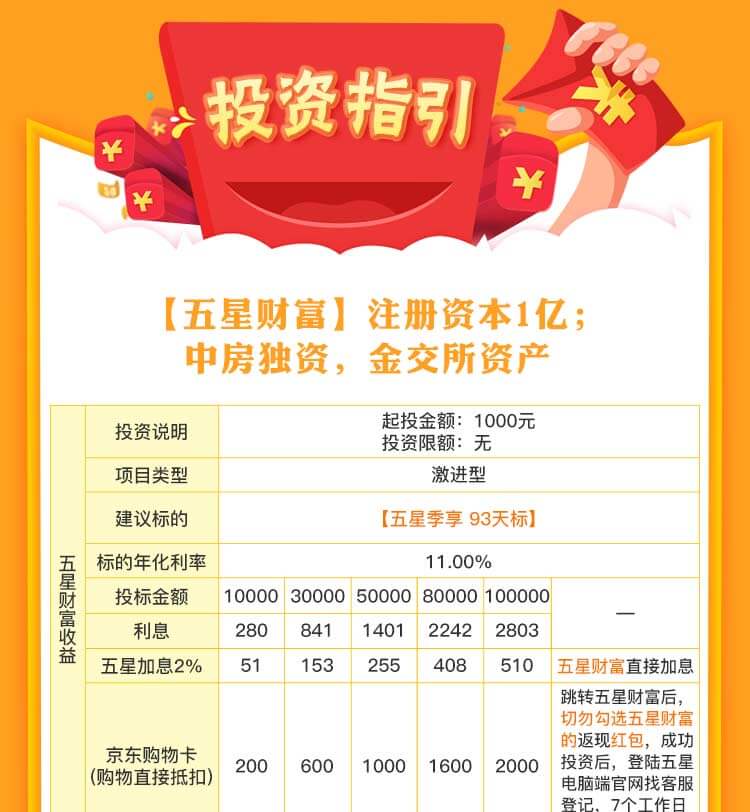 投资指引
【五星财富】注册资本1亿；
中房独资，金交所资产
五星财富收益
投资说明
起投金额：1000元
投资限额：无
项目类型 激进型
建议标的 【五星季享 93天标】
标的年化利率 11.00%
投标金额 10000 30000 50000 80000 100000 —
利息 280 841 1401 2242 2803
五星加息2% 51 153 255 408 510 五星财富直接加息
京东购物卡
(购物直接抵扣)
200 600 1000 1600 2000
跳转五星财富后，
切勿勾选五星财富
的返现红包，成功
投资后，登陆五星
电脑端官网找客服
登记，7个工作日